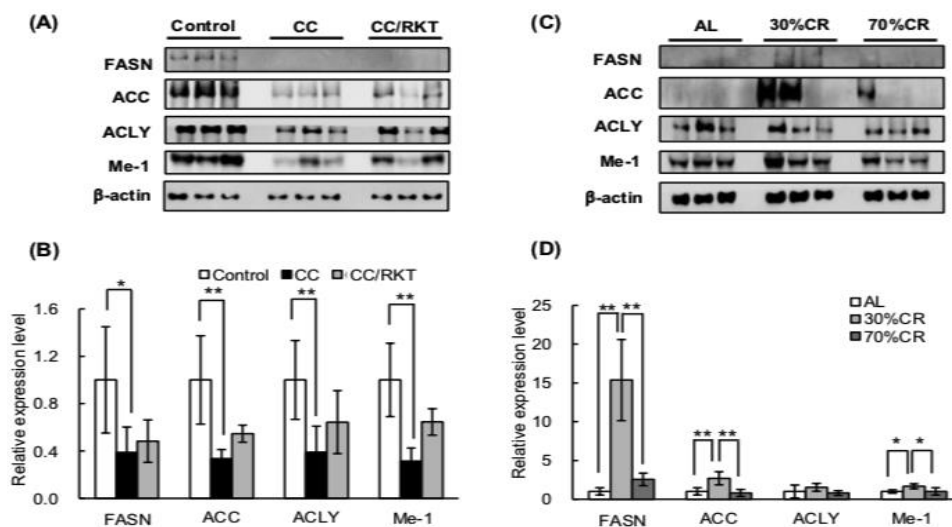 (A)
Control CC CC/RKT
FASN
ACC
ACLY
Me-1
β-actin
(C)
AL 30%CR 70%CR
FASN
ACC
ACLY
Me-1
β-actin
(B)
Control CC CC/RKT
Relative expression level
1.6
1.2
0.8
0.4
0.0
* ** ** **
FASN ACC ACLY Me-1
(D)
AL
30%CR
70%CR
Relative expression level
25
20
15
10
5
0
** **
** **
* *
FASN ACC ACLY Me-1